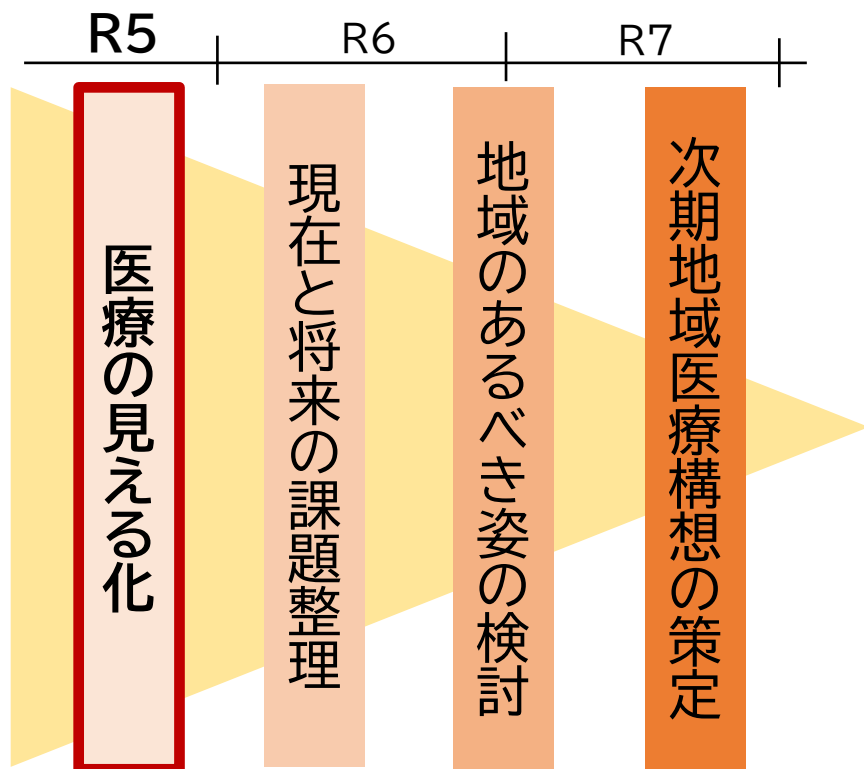 R5
R6
R7
医療の見える化
現在と将来の課題整理
地域のあるべき姿の検討
次期地域医療構想の策定